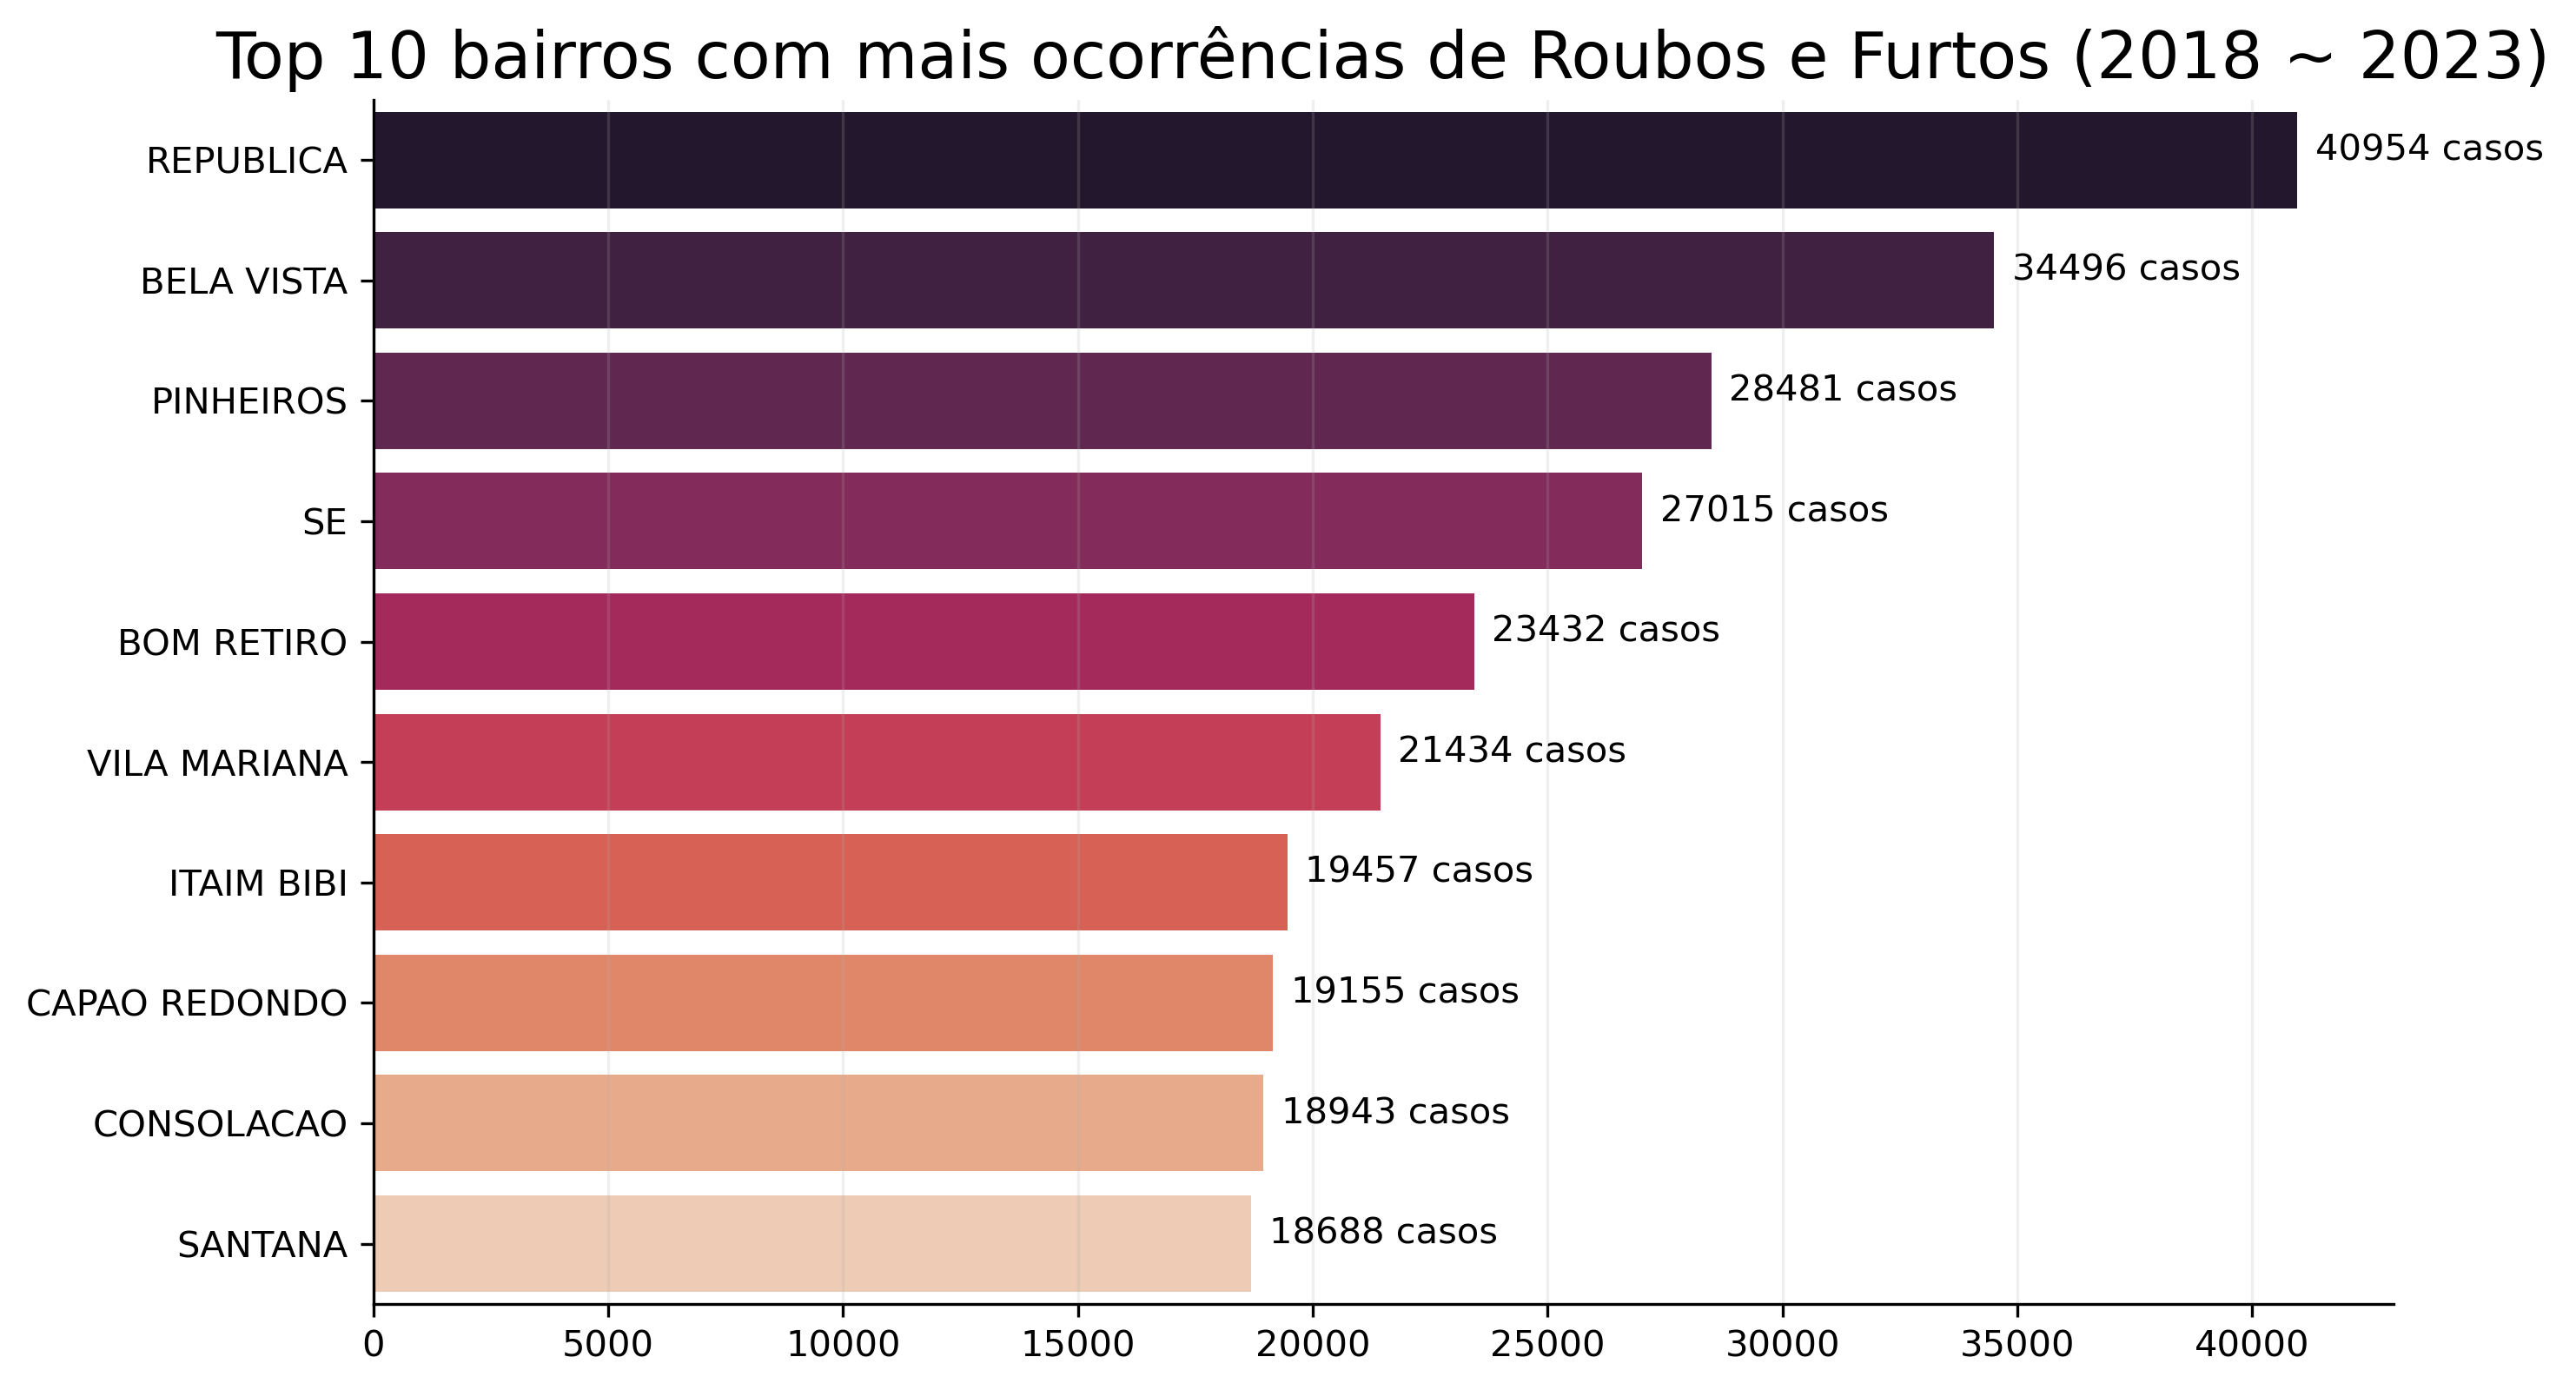 Top 10 bairros com mais ocorrências de Roubos e Furtos (2018 ~ 2023)
REPUBLICA
40954 casos
BELA VISTA
34496 casos
PINHEIROS
28481 casos
SE
27015 casos
BOM RETIRO
23432 casos
VILA MARIANA
21434 casos
ITAIM BIBI
19457 casos
CAPAO REDONDO
19155 casos
CONSOLACAO
18943 casos
SANTANA
18688 casos
0 5000 10000 15000 20000 25000 30000 35000 40000